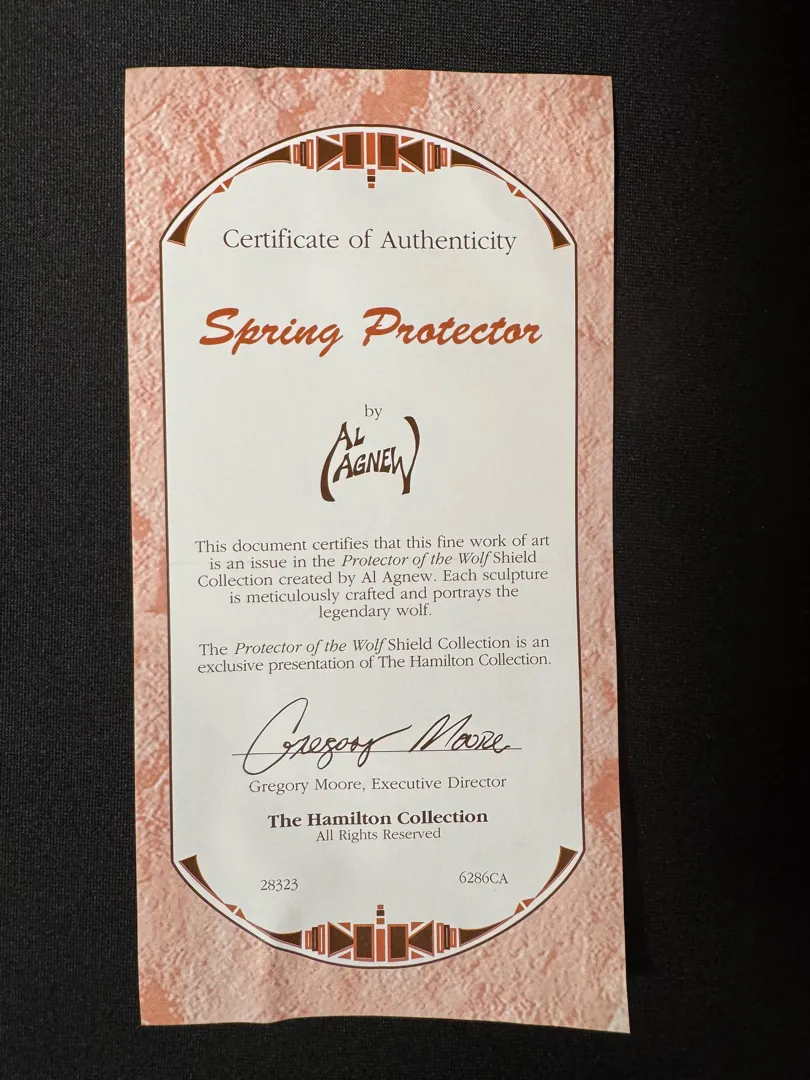 Certificate of Authenticity
Spring Protector
by
AL
AGNEW
This document certifies that this fine work of art
is an issue in the Protector of the Wolf Shield
Collection created by Al Agnew. Each sculpture
is meticulously crafted and portrays the
legendary wolf.
The Protector of the Wolf Shield Collection is an
exclusive presentation of The Hamilton Collection.
Gregory Moore
Gregory Moore, Executive Director
The Hamilton Collection
All Rights Reserved
28323 6286CA